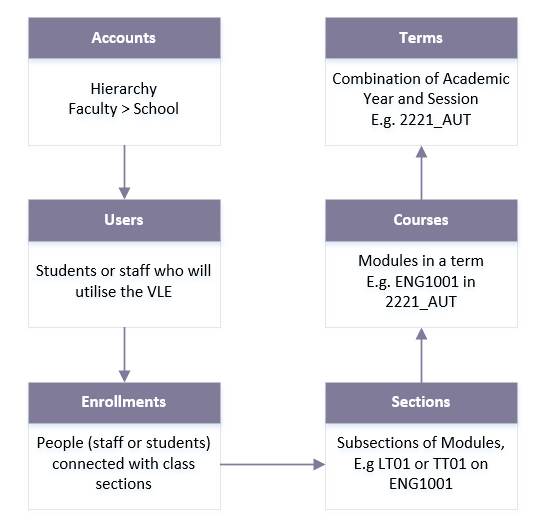 Accounts
Hierarchy
Faculty > School
Users
Students or staff who will
utilise the VLE
Enrollments
People (staff or students)
connected with class
sections
Terms
Combination of Academic
Year and Session
E.g. 2221_AUT
Courses
Modules in a term
E.g. ENG1001 in
2221_AUT
Sections
Subsections of Modules,
E.g LT01 or TT01 on
ENG1001